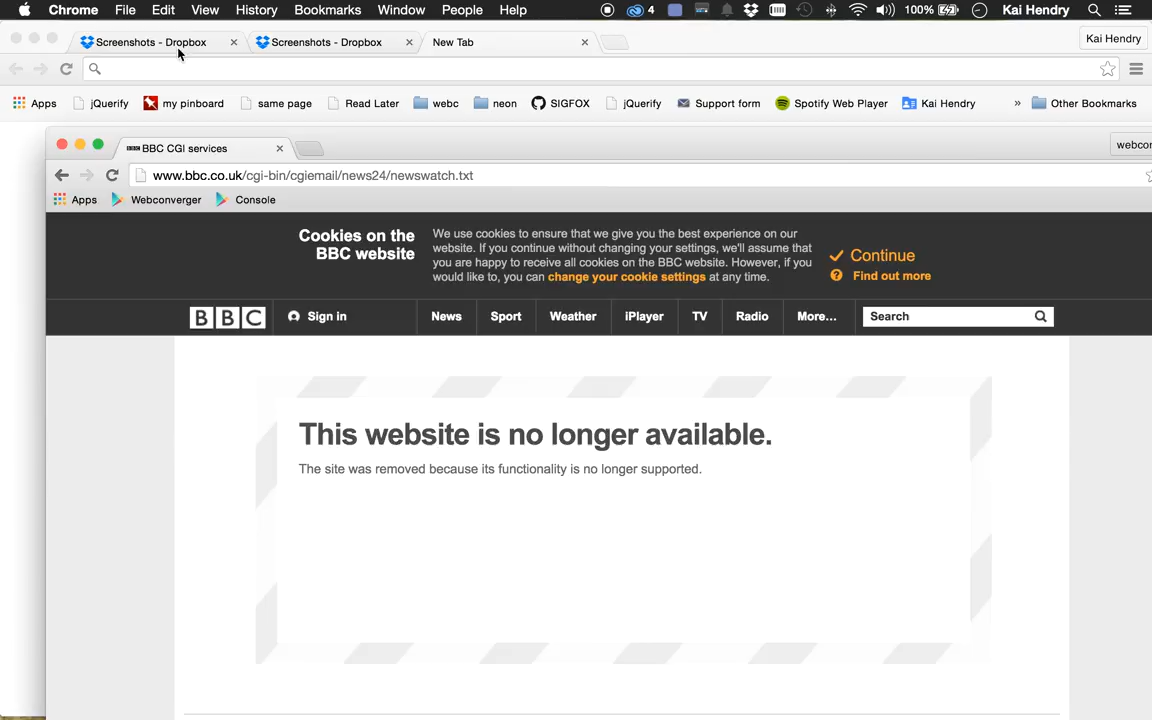 Chrome File Edit View History Bookmarks Window People Help 4 100% Kai Hendry
Screenshots - Dropbox Screenshots - Dropbox New Tab Kai Hendry
Apps jQuerify my pinboard same page Read Later webc neon SIGFOX jQuerify Support form Spotify Web Player Kai Hendry » Other Bookmarks
BBC CGI services webcon
www.bbc.co.uk/cgi-bin/cgiemail/news24/newswatch.txt
Apps Webconverger Console
Cookies on the
BBC website
We use cookies to ensure that we give you the best experience on our
website. If you continue without changing your settings, we'll assume that
you are happy to receive all cookies on the BBC website. However, if you
would like to, you can change your cookie settings at any time.
Continue
Find out more
BBC Sign in News Sport Weather iPlayer TV Radio More... Search
This website is no longer available.
The site was removed because its functionality is no longer supported.